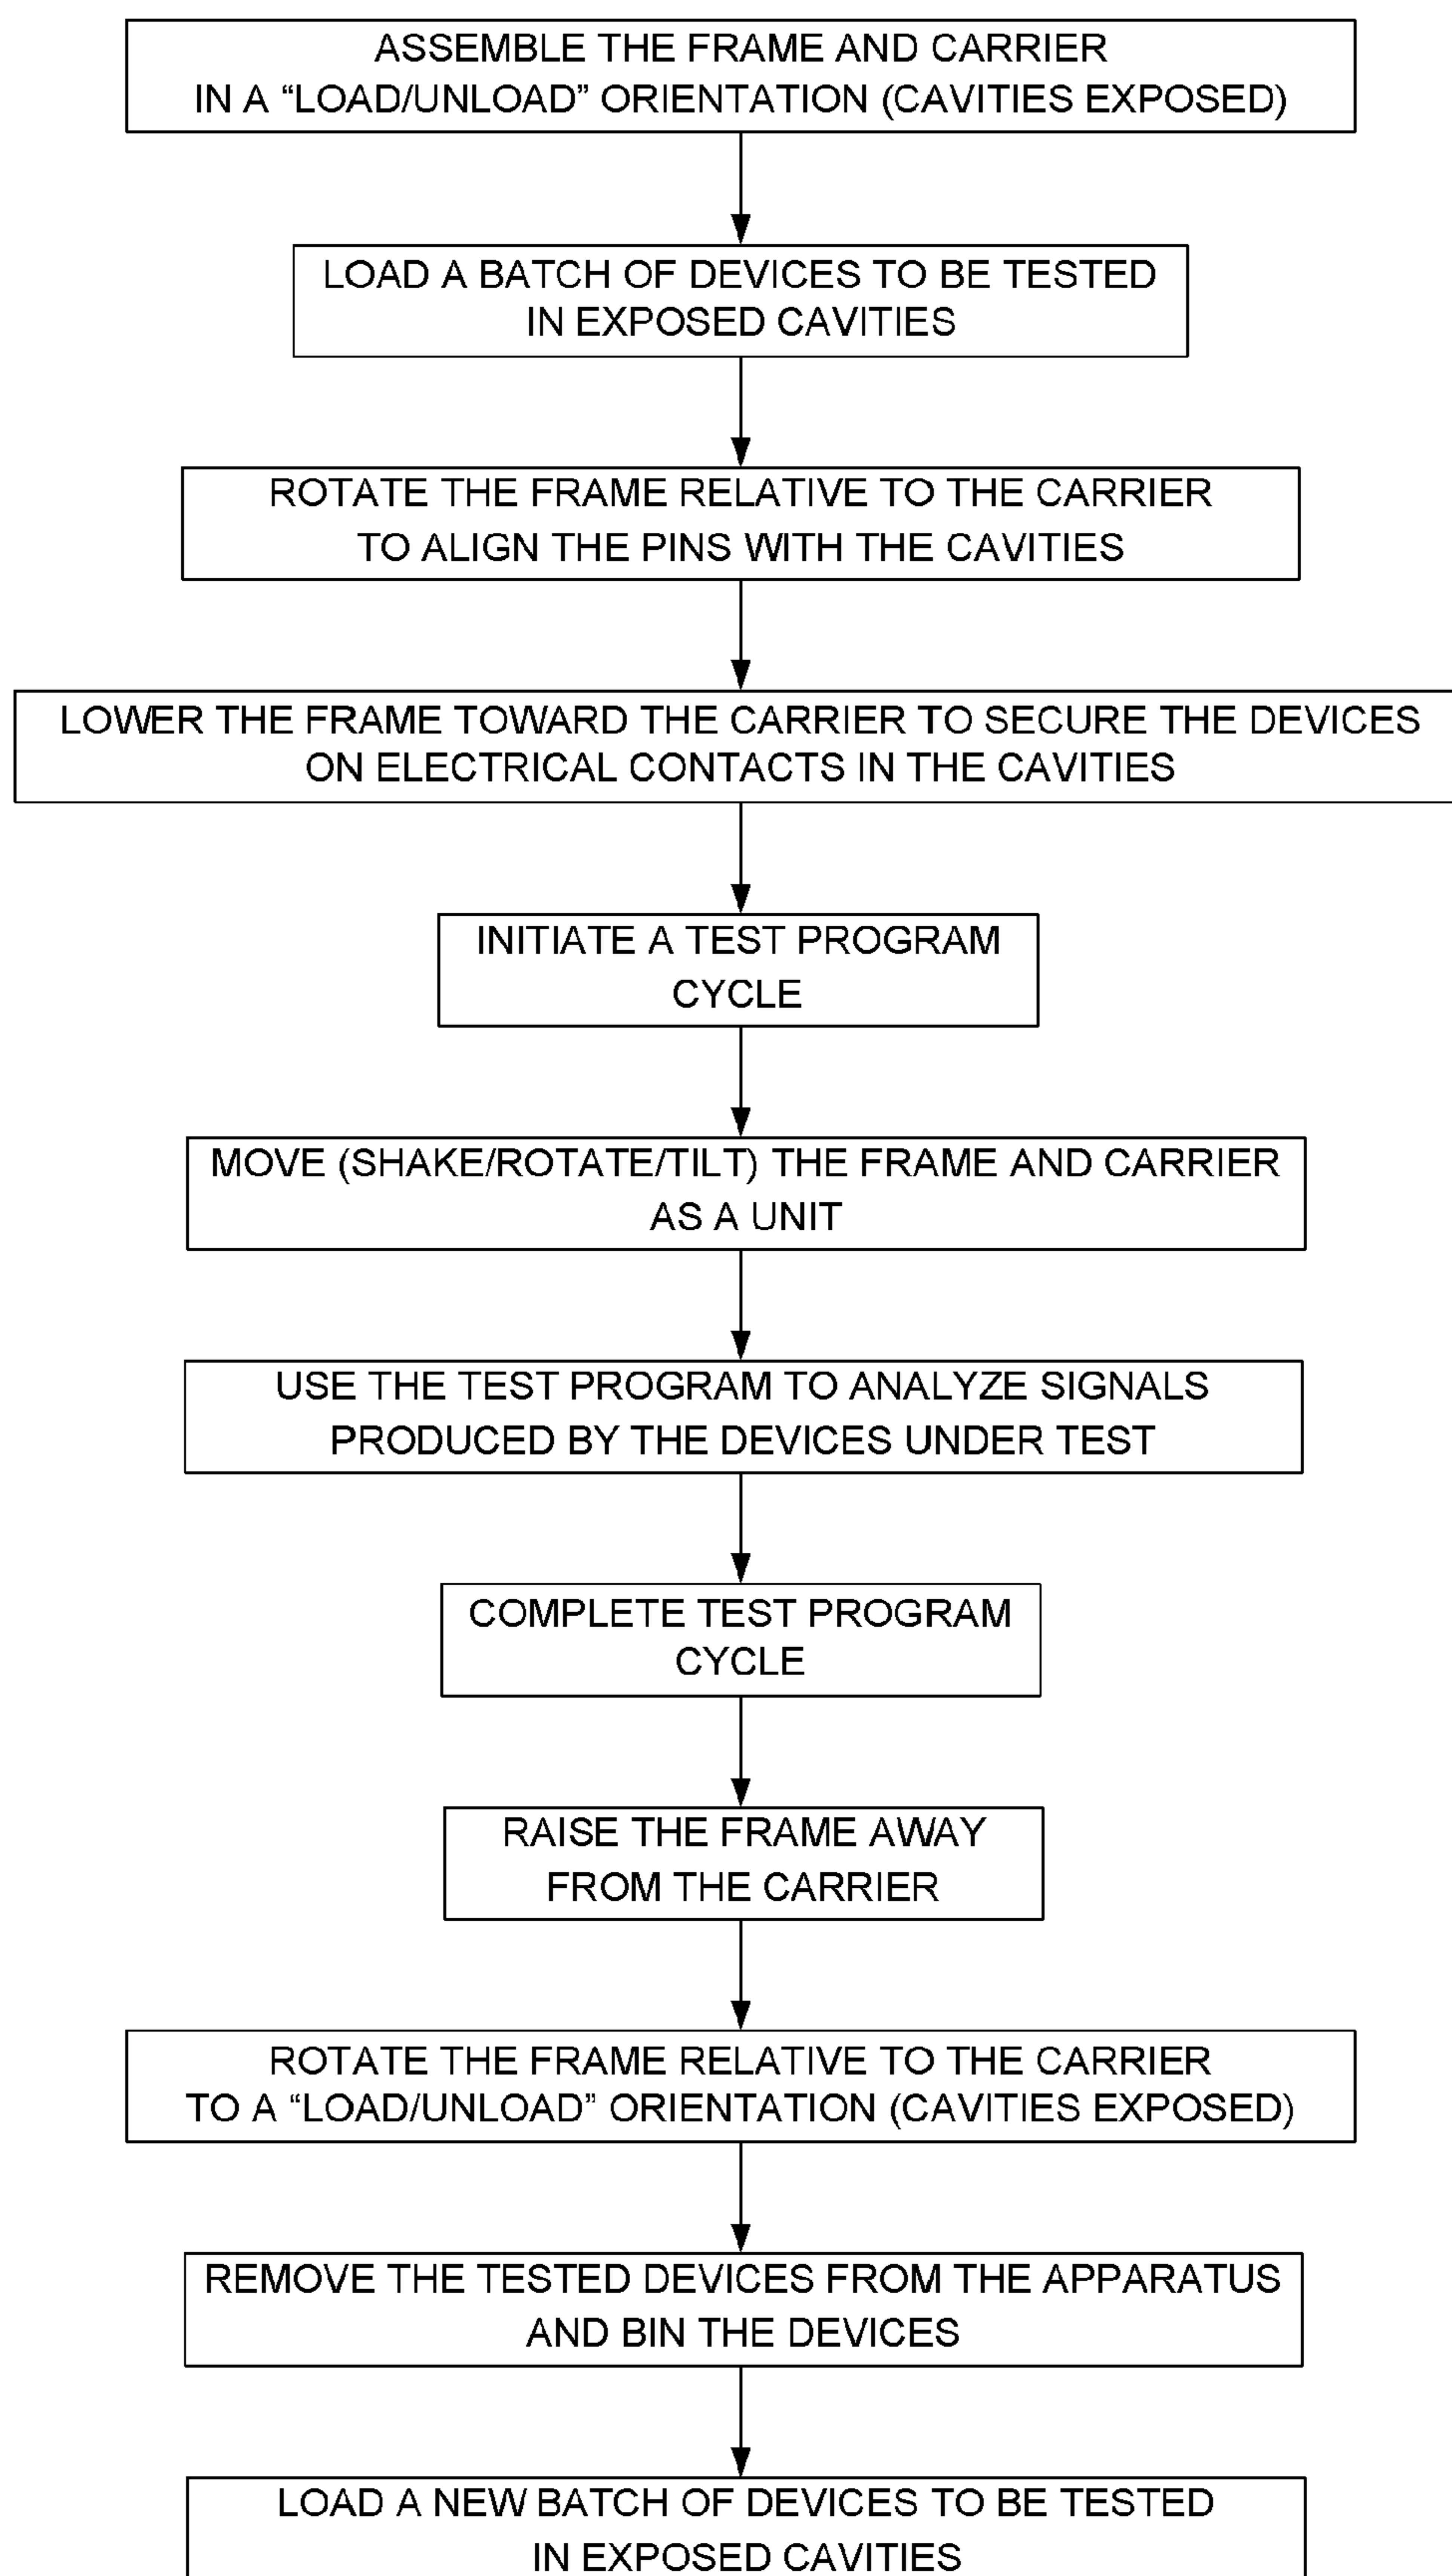 ASSEMBLE THE FRAME AND CARRIER
IN A “LOAD/UNLOAD” ORIENTATION (CAVITIES EXPOSED)
LOAD A BATCH OF DEVICES TO BE TESTED
IN EXPOSED CAVITIES
ROTATE THE FRAME RELATIVE TO THE CARRIER
TO ALIGN THE PINS WITH THE CAVITIES
LOWER THE FRAME TOWARD THE CARRIER TO SECURE THE DEVICES
ON ELECTRICAL CONTACTS IN THE CAVITIES
INITIATE A TEST PROGRAM
CYCLE
MOVE (SHAKE/ROTATE/TILT) THE FRAME AND CARRIER
AS A UNIT
USE THE TEST PROGRAM TO ANALYZE SIGNALS
PRODUCED BY THE DEVICES UNDER TEST
COMPLETE TEST PROGRAM
CYCLE
RAISE THE FRAME AWAY
FROM THE CARRIER
ROTATE THE FRAME RELATIVE TO THE CARRIER
TO A “LOAD/UNLOAD” ORIENTATION (CAVITIES EXPOSED)
REMOVE THE TESTED DEVICES FROM THE APPARATUS
AND BIN THE DEVICES
LOAD A NEW BATCH OF DEVICES TO BE TESTED
IN EXPOSED CAVITIES